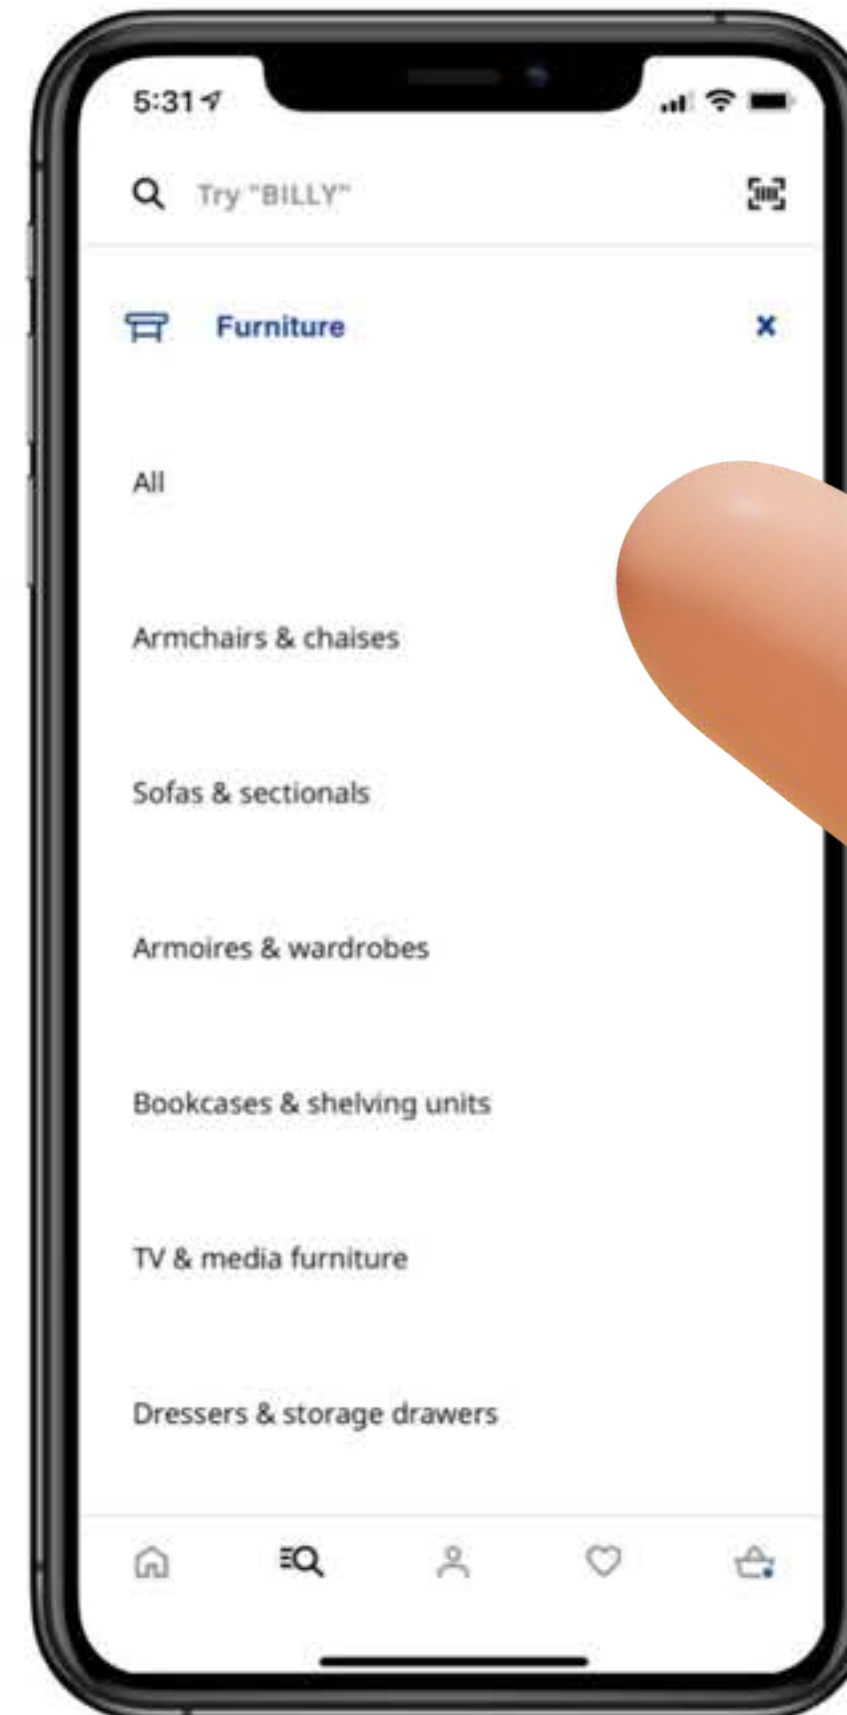 5:31
Try "BILLY"
Furniture
All
Armchairs & chaises
Sofas & sectionals
Armoires & wardrobes
Bookcases & shelving units
TV & media furniture
Dressers & storage drawers